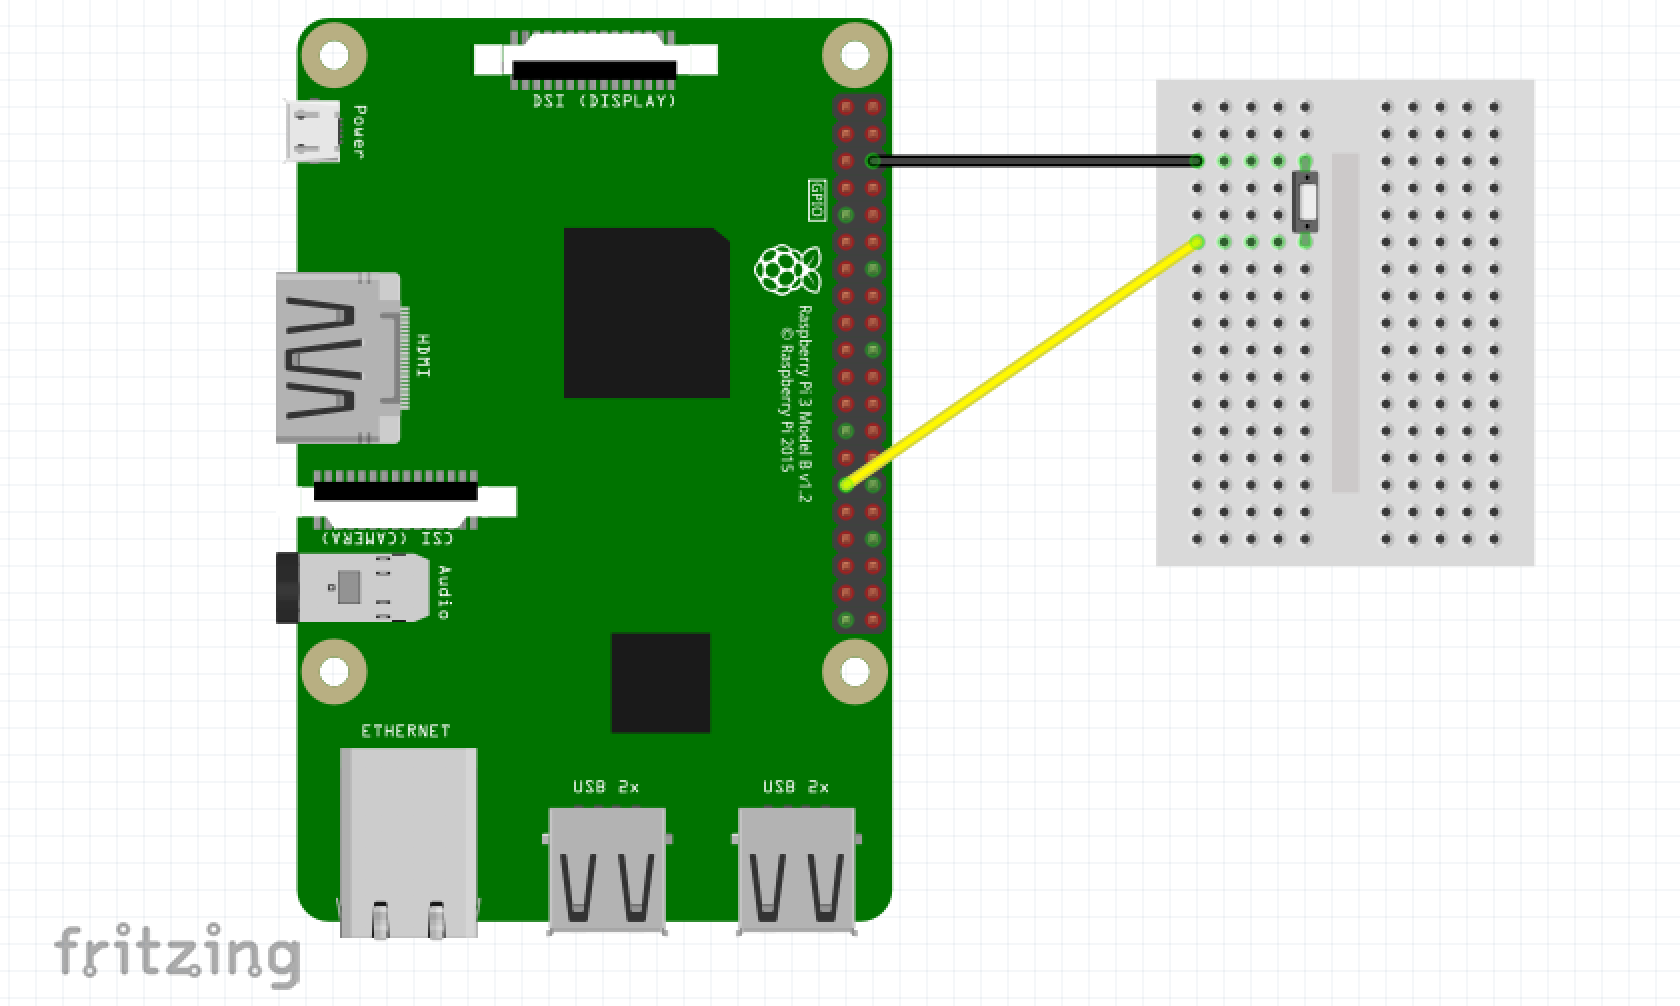 DSI (DISPLAY)
Power
GPIO
HDMI
Raspberry Pi 3 Model B v1.2
© Raspberry Pi 2015
CSI (CAMERA)
Audio
ETHERNET
USB 2x
USB 2x
fritzing